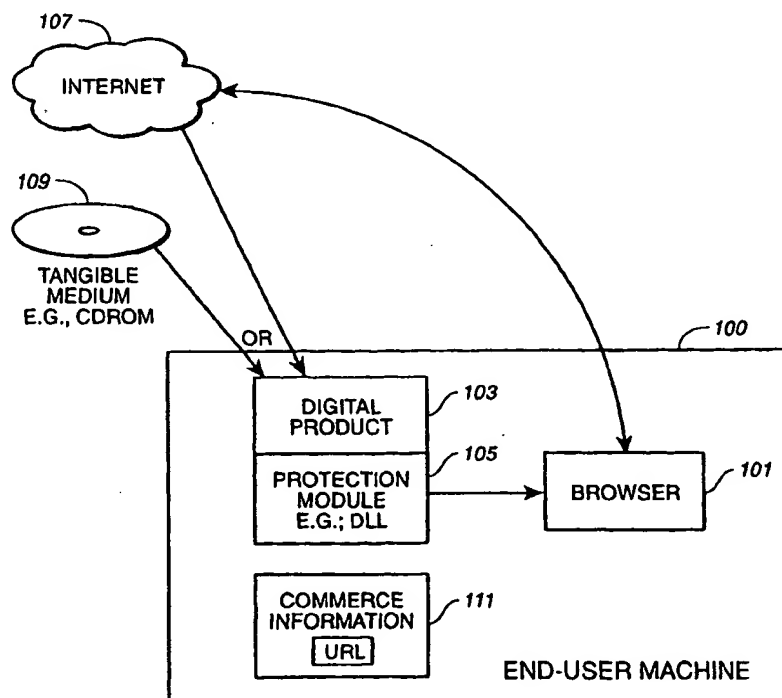 107
INTERNET
109
TANGIBLE
MEDIUM
E.G., CDROM
OR
100
DIGITAL
PRODUCT
103
PROTECTION
MODULE
E.G.; DLL
105
BROWSER
101
COMMERCE
INFORMATION
URL
111
END-USER MACHINE